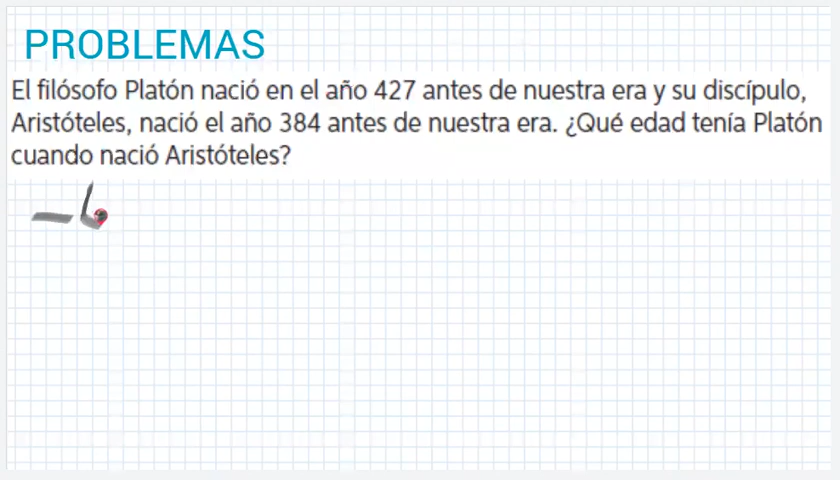 PROBLEMAS
El filósofo Platón nació en el año 427 antes de nuestra era y su discípulo,
Aristóteles, nació el año 384 antes de nuestra era. ¿Qué edad tenía Platón
cuando nació Aristóteles?